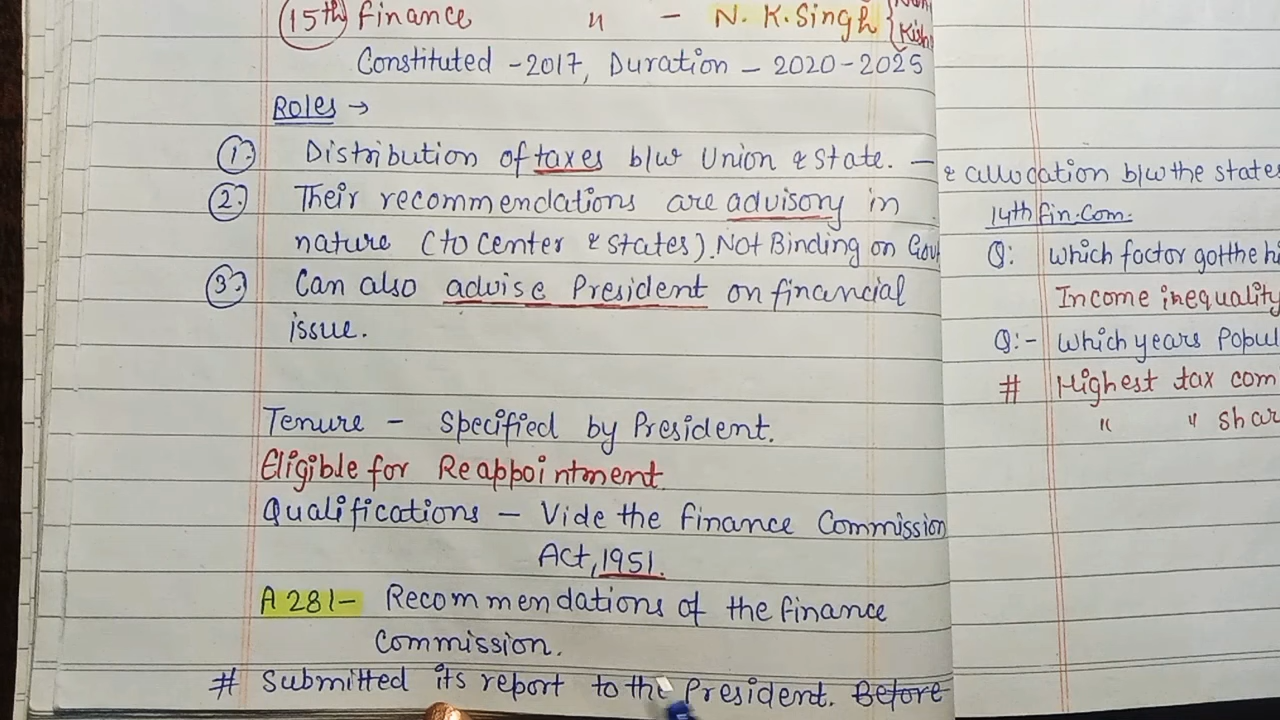 15th finance " - N. K. Singh
Constituted - 2017, Duration - 2020-2025
Roles →
1. Distribution of taxes b/w Union & State. —
2. Their recommendations are advisory in
nature (to center & states). Not Binding on Gov
3. Can also advise President on financial
issue.
Tenure - Specified by President.
Eligible for Reappointment
Qualifications - Vide the finance Commission
Act, 1951.
A 281- Recommendations of the finance
Commission.
# Submitted its report to the President. Before
& allocation b/w the states
14th fin. Com.
Q: which factor got the hi
Income inequality
Q:- which years Popul
# Highest tax com
" " shar